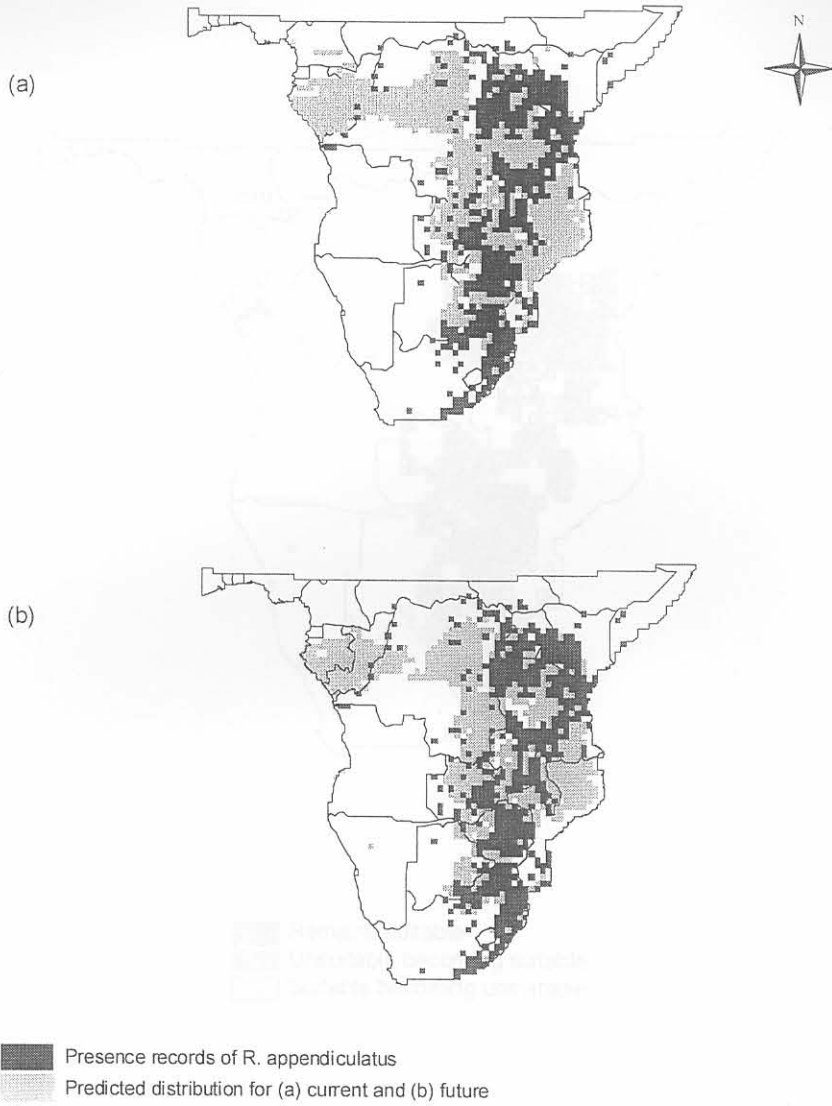 N
(a)
(b)
Presence records of R. appendiculatus
Predicted distribution for (a) current and (b) future